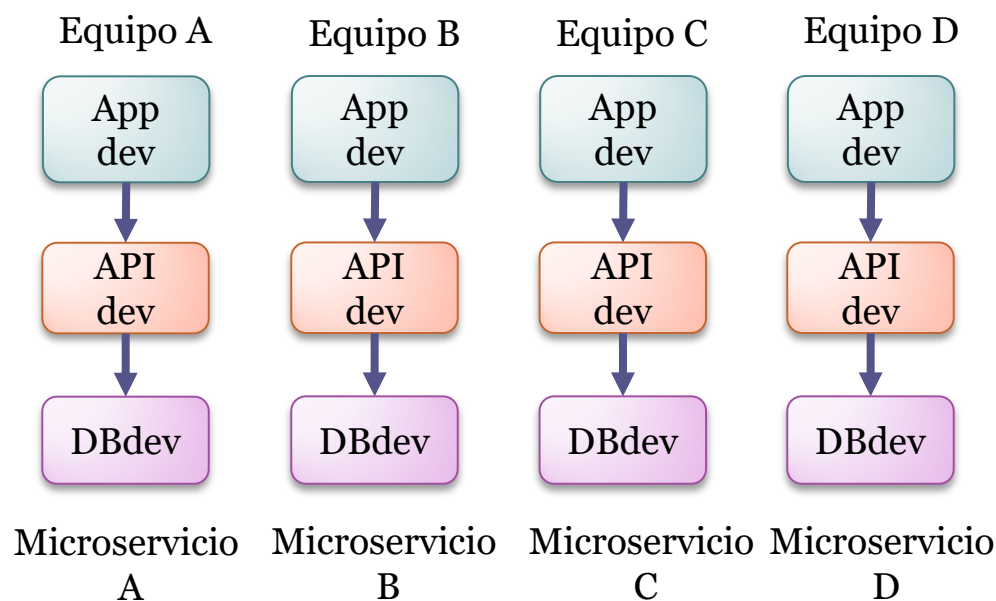 Equipo A
Equipo B
Equipo C
Equipo D
App
dev
App
dev
App
dev
App
dev
API
dev
API
dev
API
dev
API
dev
DBdev
DBdev
DBdev
DBdev
Microservicio
A
Microservicio
B
Microservicio
C
Microservicio
D